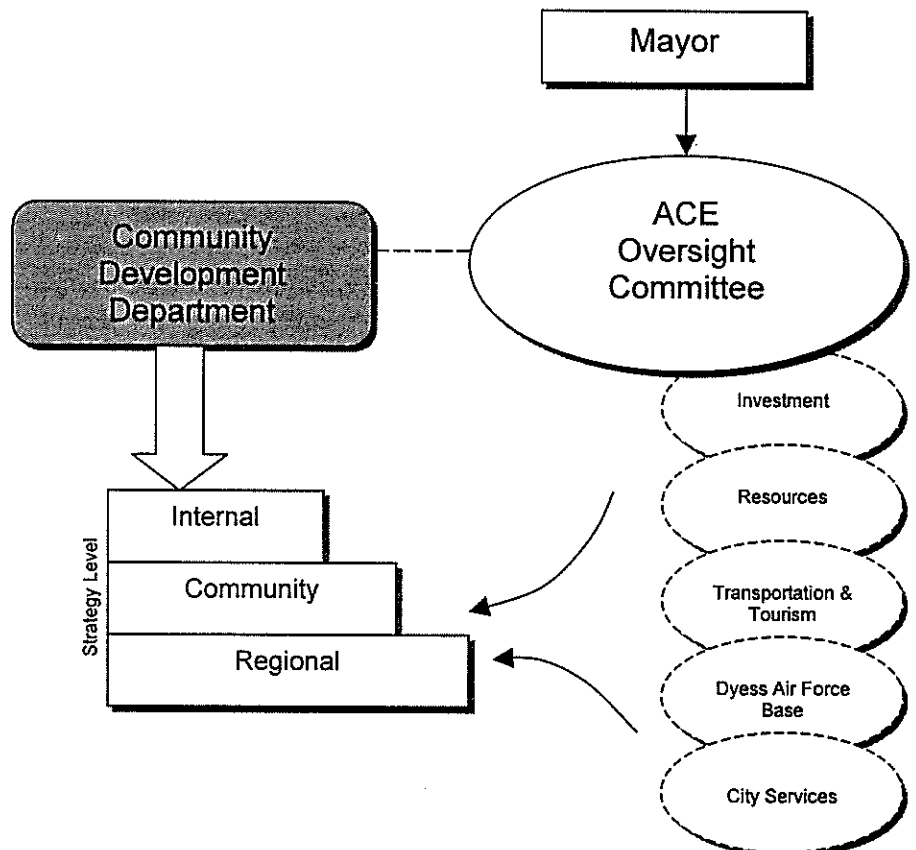 Mayor
ACE
Oversight
Committee
Community
Development
Department
Investment
Resources
Transportation &
Tourism
Dyess Air Force
Base
City Services
Strategy Level
Internal
Community
Regional